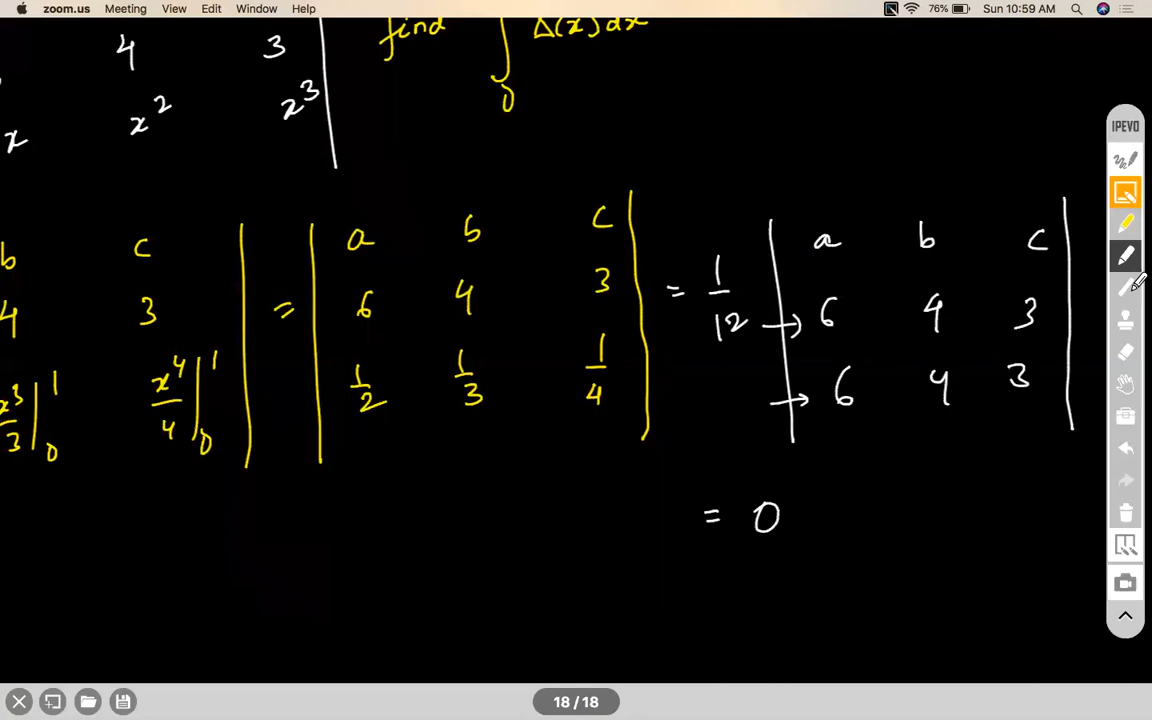 zoom.us Meeting View Edit Window Help 76% Sun 10:59 AM
find ∫ Δ(x) dx
0
4 3
x x² x³
b c
4 3
x³/3 |₀¹ x⁴/4 |₀¹
= | a b c |
| 6 4 3 |
| 1/2 1/3 1/4 |
= 1/12 | a b c |
→ 6 4 3
→ 6 4 3
= 0
IPEVO
18 / 18